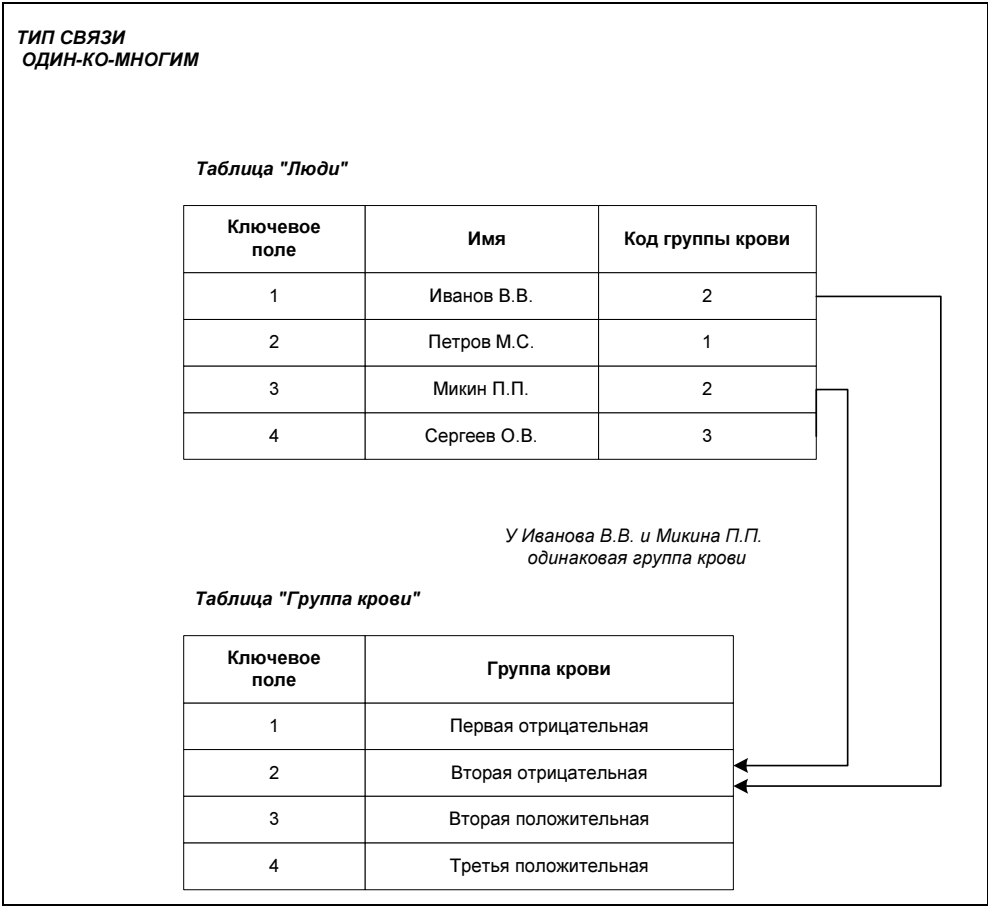 ТИП СВЯЗИ
ОДИН-КО-МНОГИМ
Таблица "Люди"
Ключевое
поле
Имя
Код группы крови
1 Иванов В.В. 2
2 Петров М.С. 1
3 Микин П.П. 2
4 Сергеев О.В. 3
У Иванова В.В. и Микина П.П.
одинаковая группа крови
Таблица "Группа крови"
Ключевое
поле
Группа крови
1 Первая отрицательная
2 Вторая отрицательная
3 Вторая положительная
4 Третья положительная